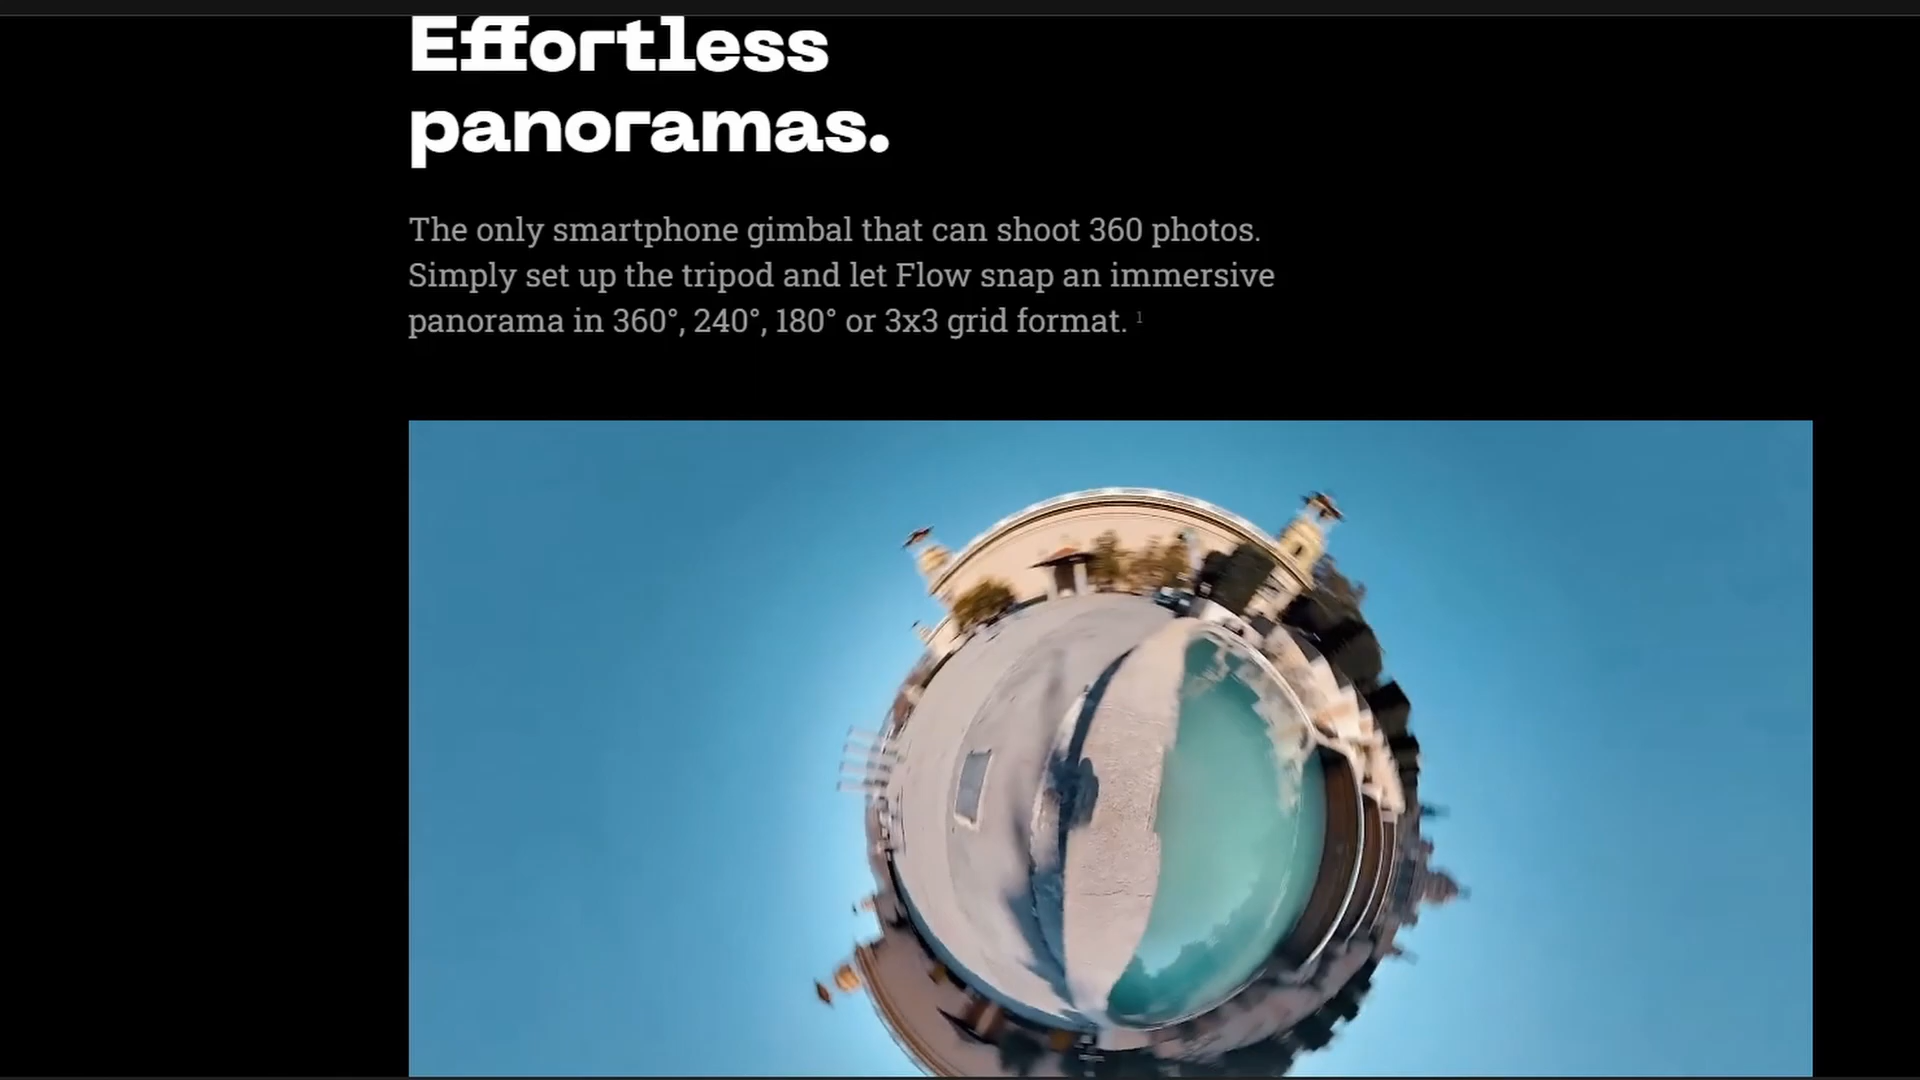 Effortless
panoramas.
The only smartphone gimbal that can shoot 360 photos.
Simply set up the tripod and let Flow snap an immersive
panorama in 360°, 240°, 180° or 3x3 grid format. 1